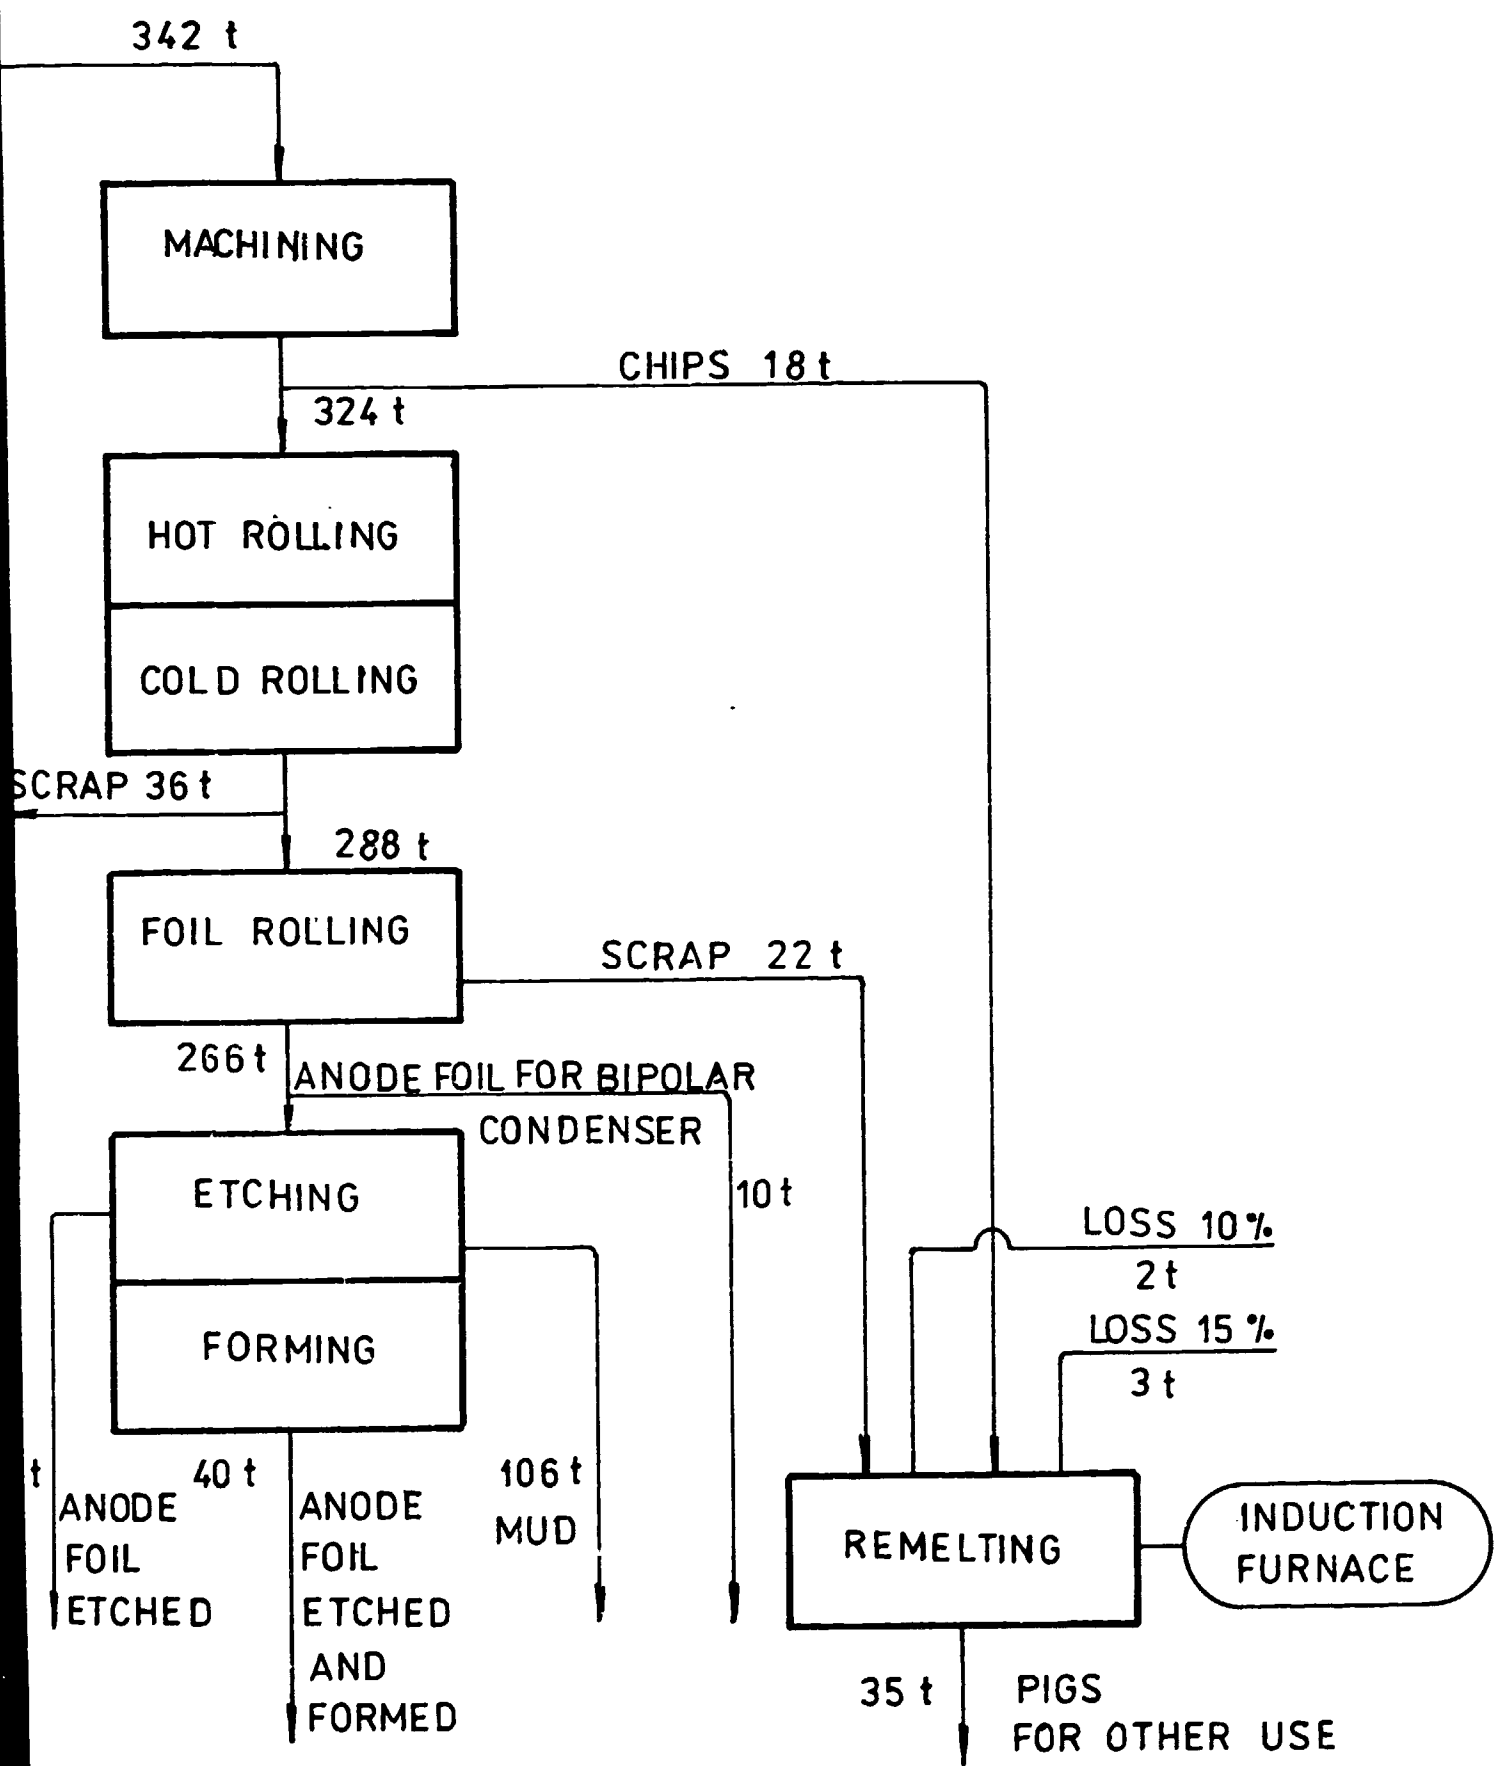 342 t
MACHINING
CHIPS 18 t
324 t
HOT ROLLING
COLD ROLLING
SCRAP 36 t
288 t
FOIL ROLLING
SCRAP 22 t
266 t
ANODE FOIL FOR BIPOLAR
CONDENSER
10 t
ETCHING
FORMING
LOSS 10%
2 t
LOSS 15%
3 t
t
ANODE
FOIL
ETCHED
40 t
ANODE
FOIL
ETCHED
AND
FORMED
106 t
MUD
REMELTING
INDUCTION
FURNACE
35 t
PIGS
FOR OTHER USE